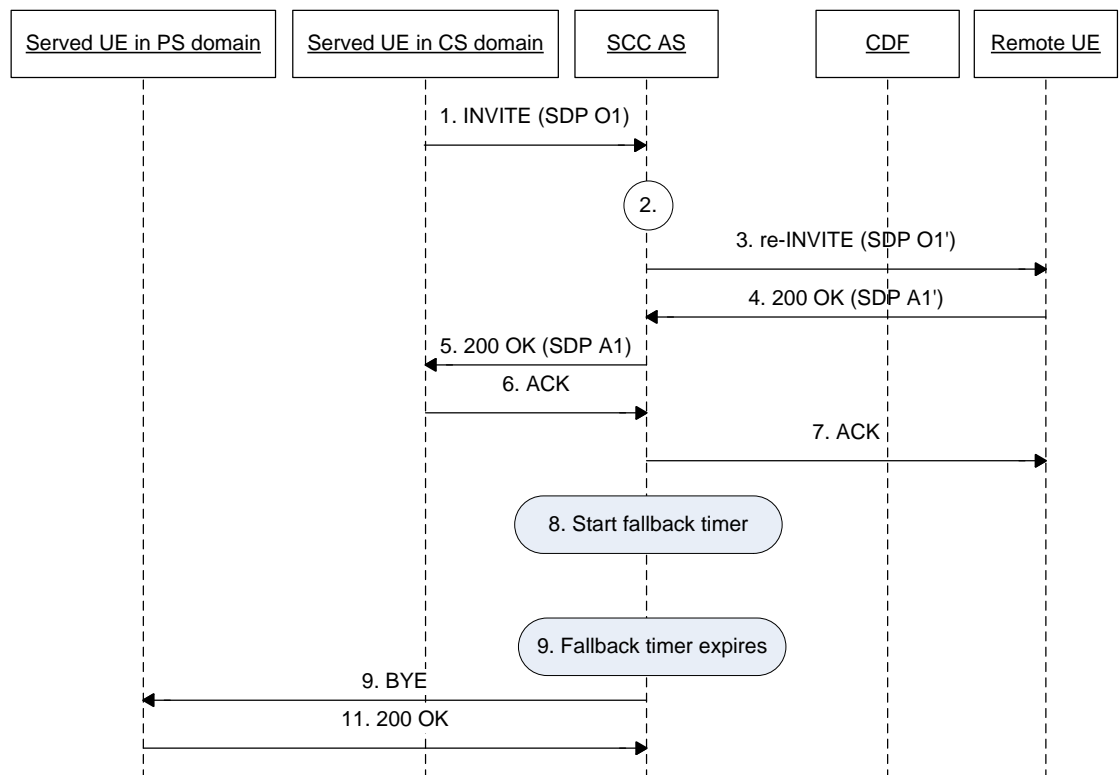 Served UE in PS domain
Served UE in CS domain
SCC AS
CDF
Remote UE
1. INVITE (SDP O1)
2.
3. re-INVITE (SDP O1')
4. 200 OK (SDP A1')
5. 200 OK (SDP A1)
6. ACK
7. ACK
8. Start fallback timer
9. Fallback timer expires
9. BYE
11. 200 OK